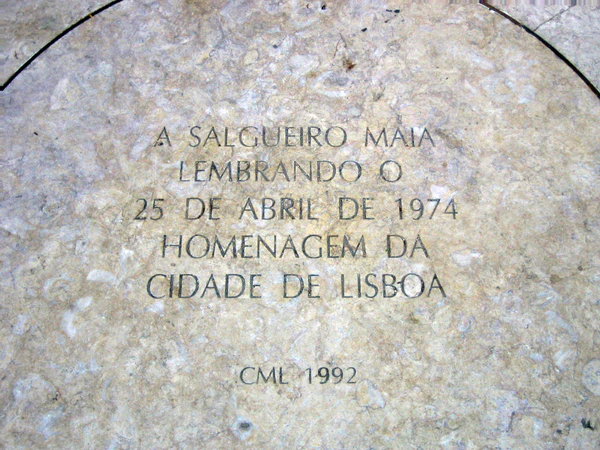 A SALGUEIRO MAIA
LEMBRANDO O
25 DE ABRIL DE 1974
HOMENAGEM DA
CIDADE DE LISBOA
CML 1992